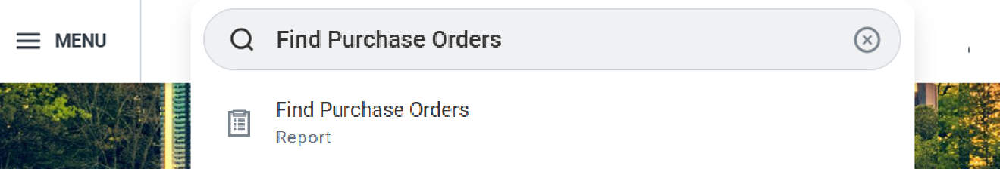 MENU
Find Purchase Orders
Find Purchase Orders
Report